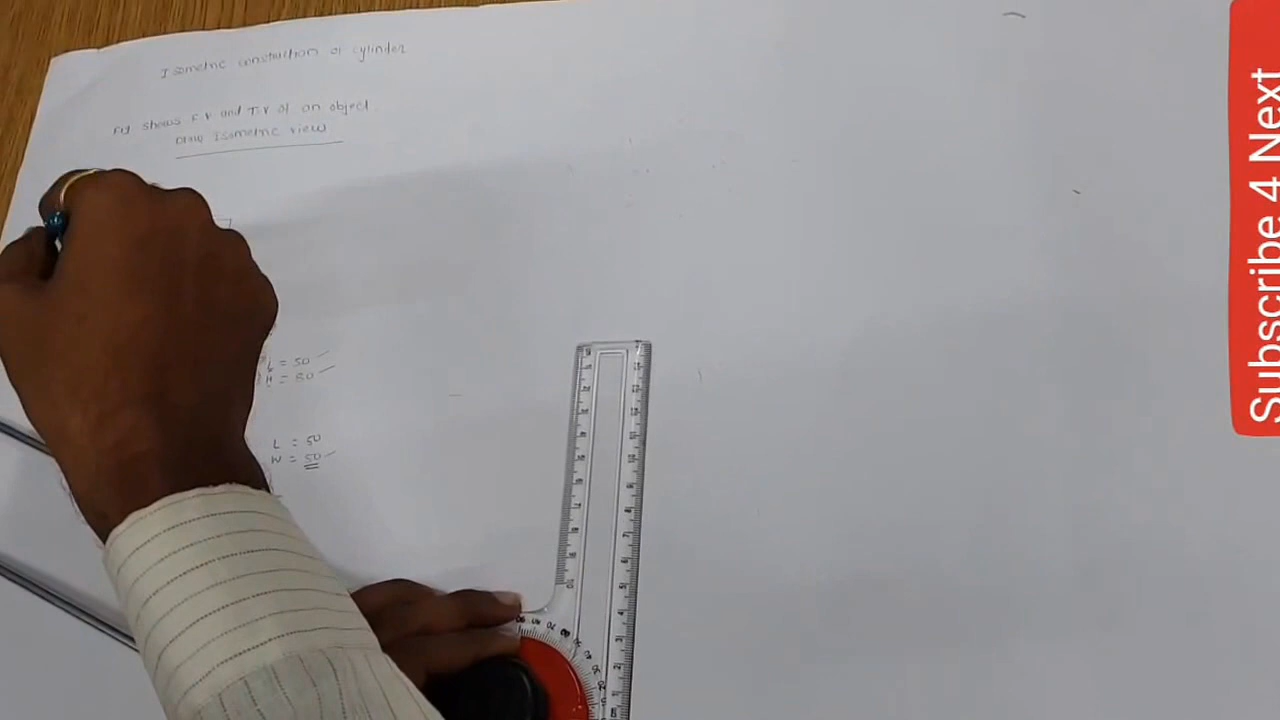 Isometric construction of cylinder
Fig shows F.V and T.V of an object.
Draw Isometric view
L = 50
H = 80
L = 50
W = 50
Subscribe 4 Next